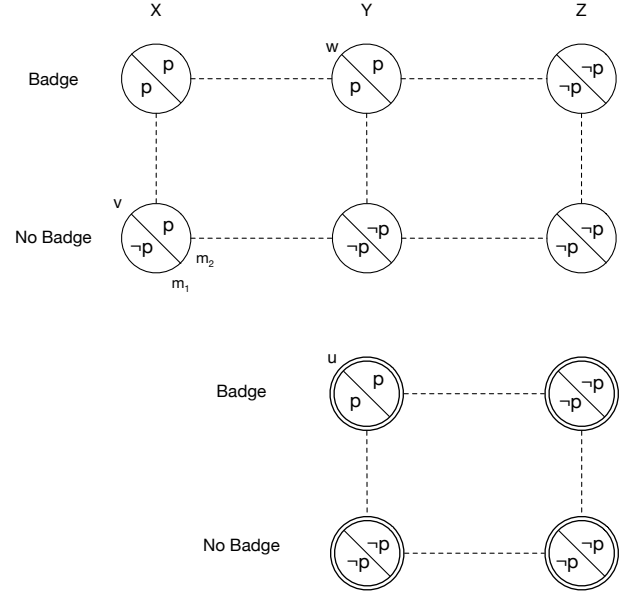 X Y Z
Badge
p p
w p p
¬p ¬p
No Badge
v p ¬p
m₂
m₁
¬p ¬p
¬p ¬p
Badge
u p p
¬p ¬p
No Badge
¬p ¬p
¬p ¬p